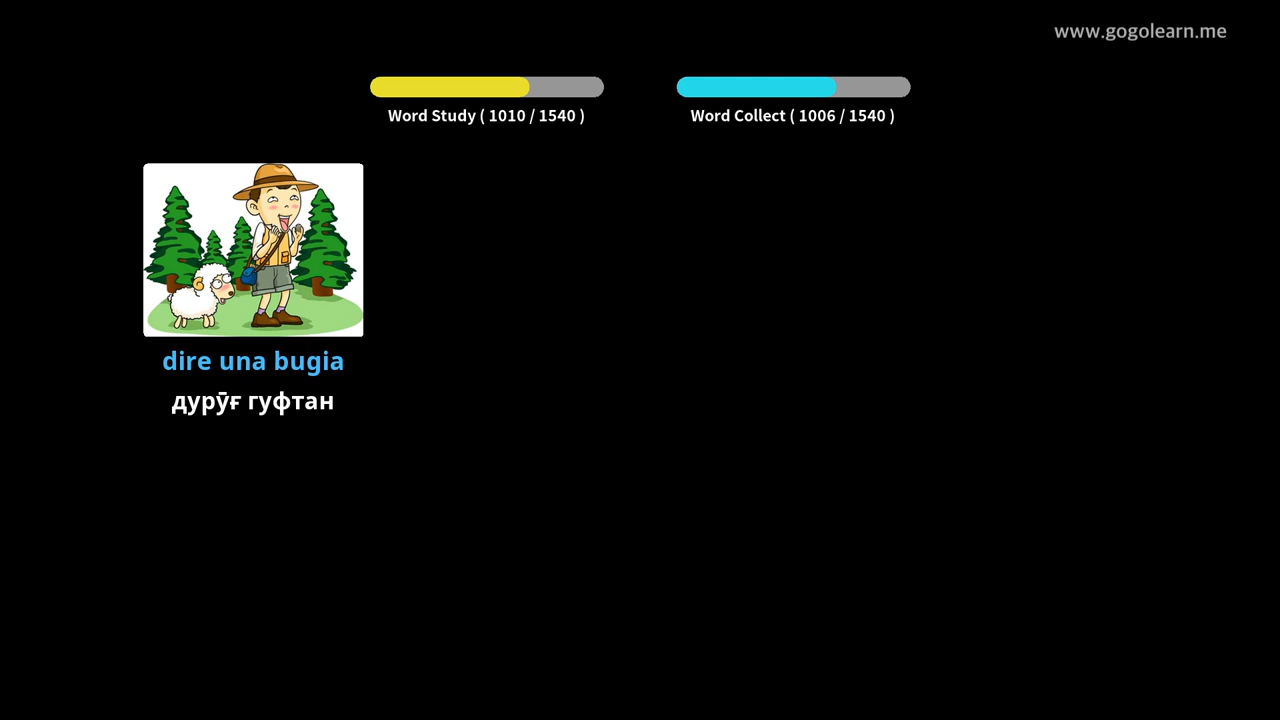 www.gogolearn.me
Word Study ( 1010 / 1540 )
Word Collect ( 1006 / 1540 )
dire una bugia
дурӯғ гуфтан